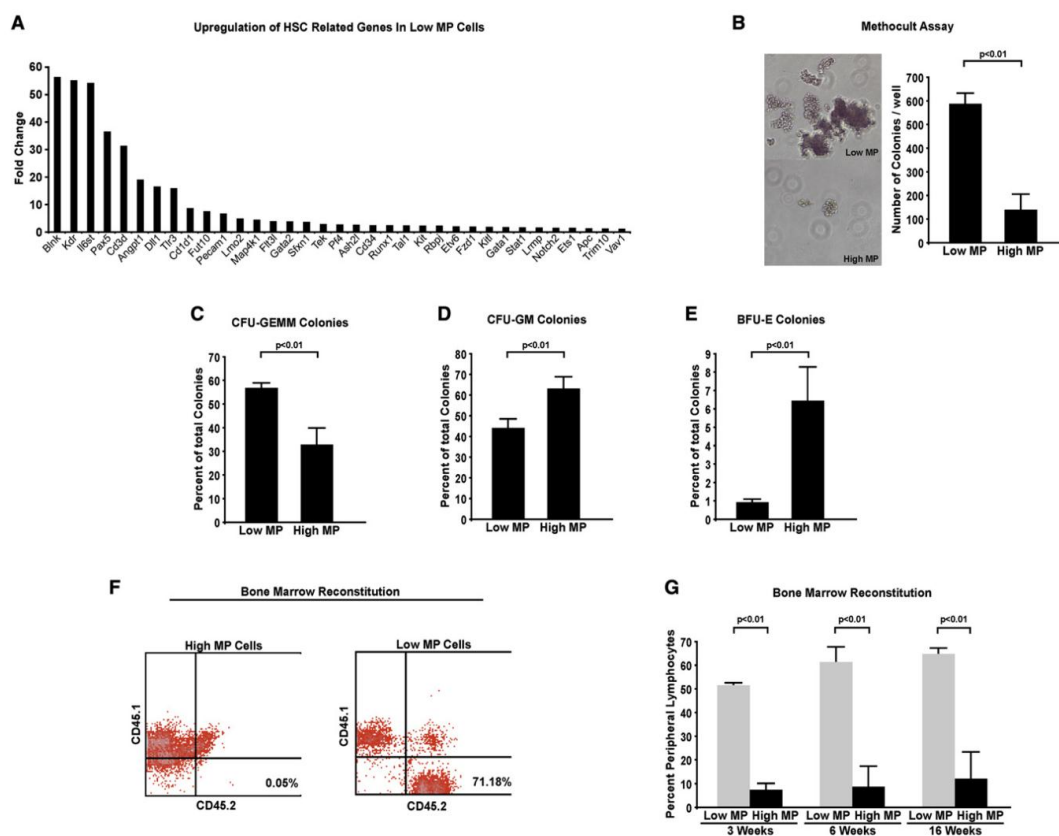 A
Upregulation of HSC Related Genes In Low MP Cells
Fold Change
60
50
40
30
20
10
0
Blnk
Kdr
Il6st
Pax5
Cd3d
Angpt1
Dll1
Tlr3
Cd1d1
Fut10
Pecam1
Lmo2
Map4k1
Flt3l
Gata2
Sfxn1
Tek
Pf4
Ash2l
Cd34
Runx1
Tal1
Kit
Rbpj
Etv6
Fzd1
Kitl
Gata1
Stat1
Lrmp
Notch2
Ets1
Apc
Trim10
Vav1
B
Methocult Assay
Low MP
High MP
p<0.01
Number of Colonies / well
700
600
500
400
300
200
100
0
Low MP High MP
C
CFU-GEMM Colonies
p<0.01
Percent of total Colonies
70
60
50
40
30
20
10
0
Low MP High MP
D
CFU-GM Colonies
p<0.01
Percent of total Colonies
80
70
60
50
40
30
20
10
0
Low MP High MP
E
BFU-E Colonies
p<0.01
Percent of total Colonies
9
8
7
6
5
4
3
2
1
0
Low MP High MP
F
Bone Marrow Reconstitution
High MP Cells
CD45.1
0.05%
CD45.2
Low MP Cells
CD45.1
71.18%
CD45.2
G
Bone Marrow Reconstitution
p<0.01 p<0.01 p<0.01
Percent Peripheral Lymphocytes
70
60
50
40
30
20
10
0
Low MP High MP Low MP High MP Low MP High MP
3 Weeks 6 Weeks 16 Weeks